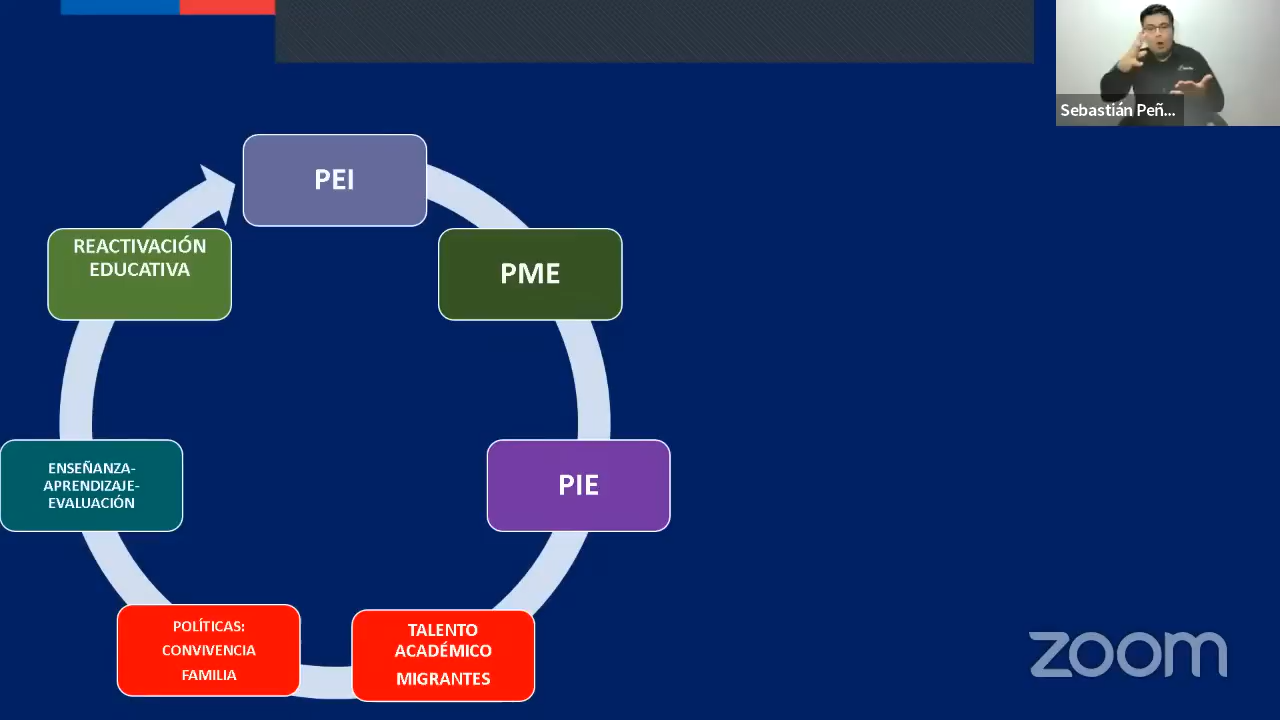 Sebastián Peñ...
PEI
REACTIVACIÓN
EDUCATIVA
PME
ENSEÑANZA-
APRENDIZAJE-
EVALUACIÓN
PIE
POLÍTICAS:
CONVIVENCIA
FAMILIA
TALENTO
ACADÉMICO
MIGRANTES
zoom